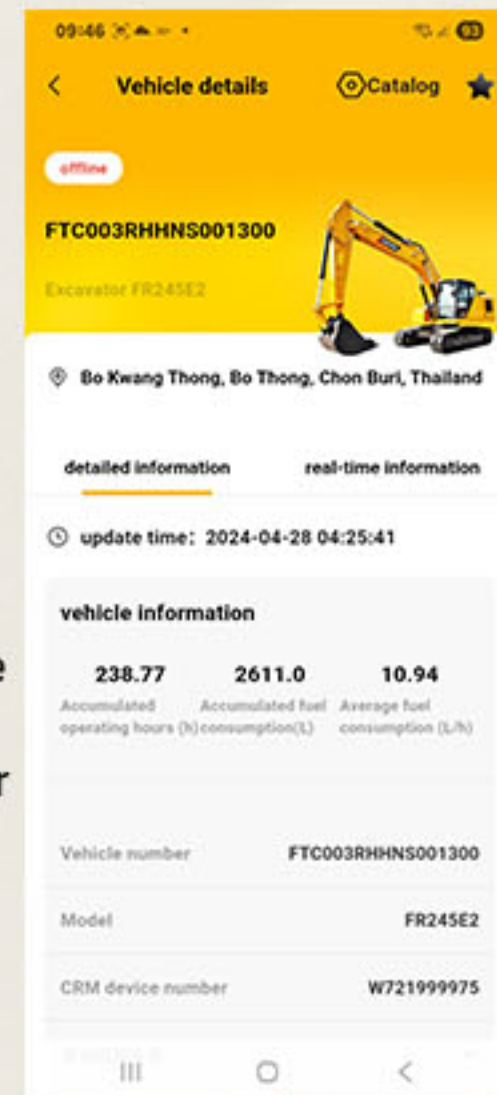 09:46
93
Vehicle details
Catalog
offline
FTC003RHHNS001300
Excavator FR245E2
Bo Kwang Thong, Bo Thong, Chon Buri, Thailand
detailed information real-time information
update time: 2024-04-28 04:25:41
vehicle information
238.77 2611.0 10.94
Accumulated operating hours (h)
Accumulated fuel consumption(L)
Average fuel consumption (L/h)
Vehicle number FTC003RHHNS001300
Model FR245E2
CRM device number W721999975
e
r